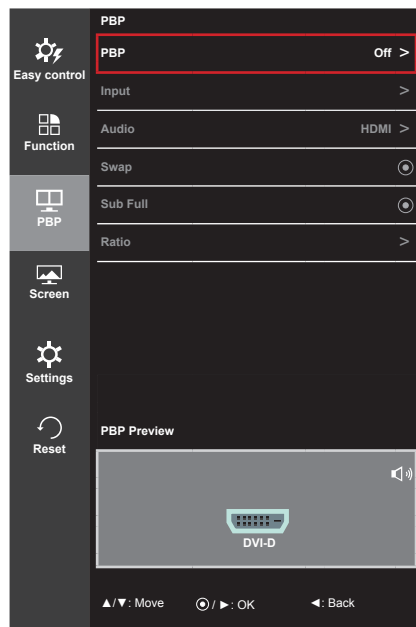 Easy control
Function
PBP
Screen
Settings
Reset
PBP
PBP Off >
Input >
Audio HDMI >
Swap
Sub Full
Ratio >
PBP Preview
DVI-D
▲/▼: Move ◉/ ►: OK ◄: Back